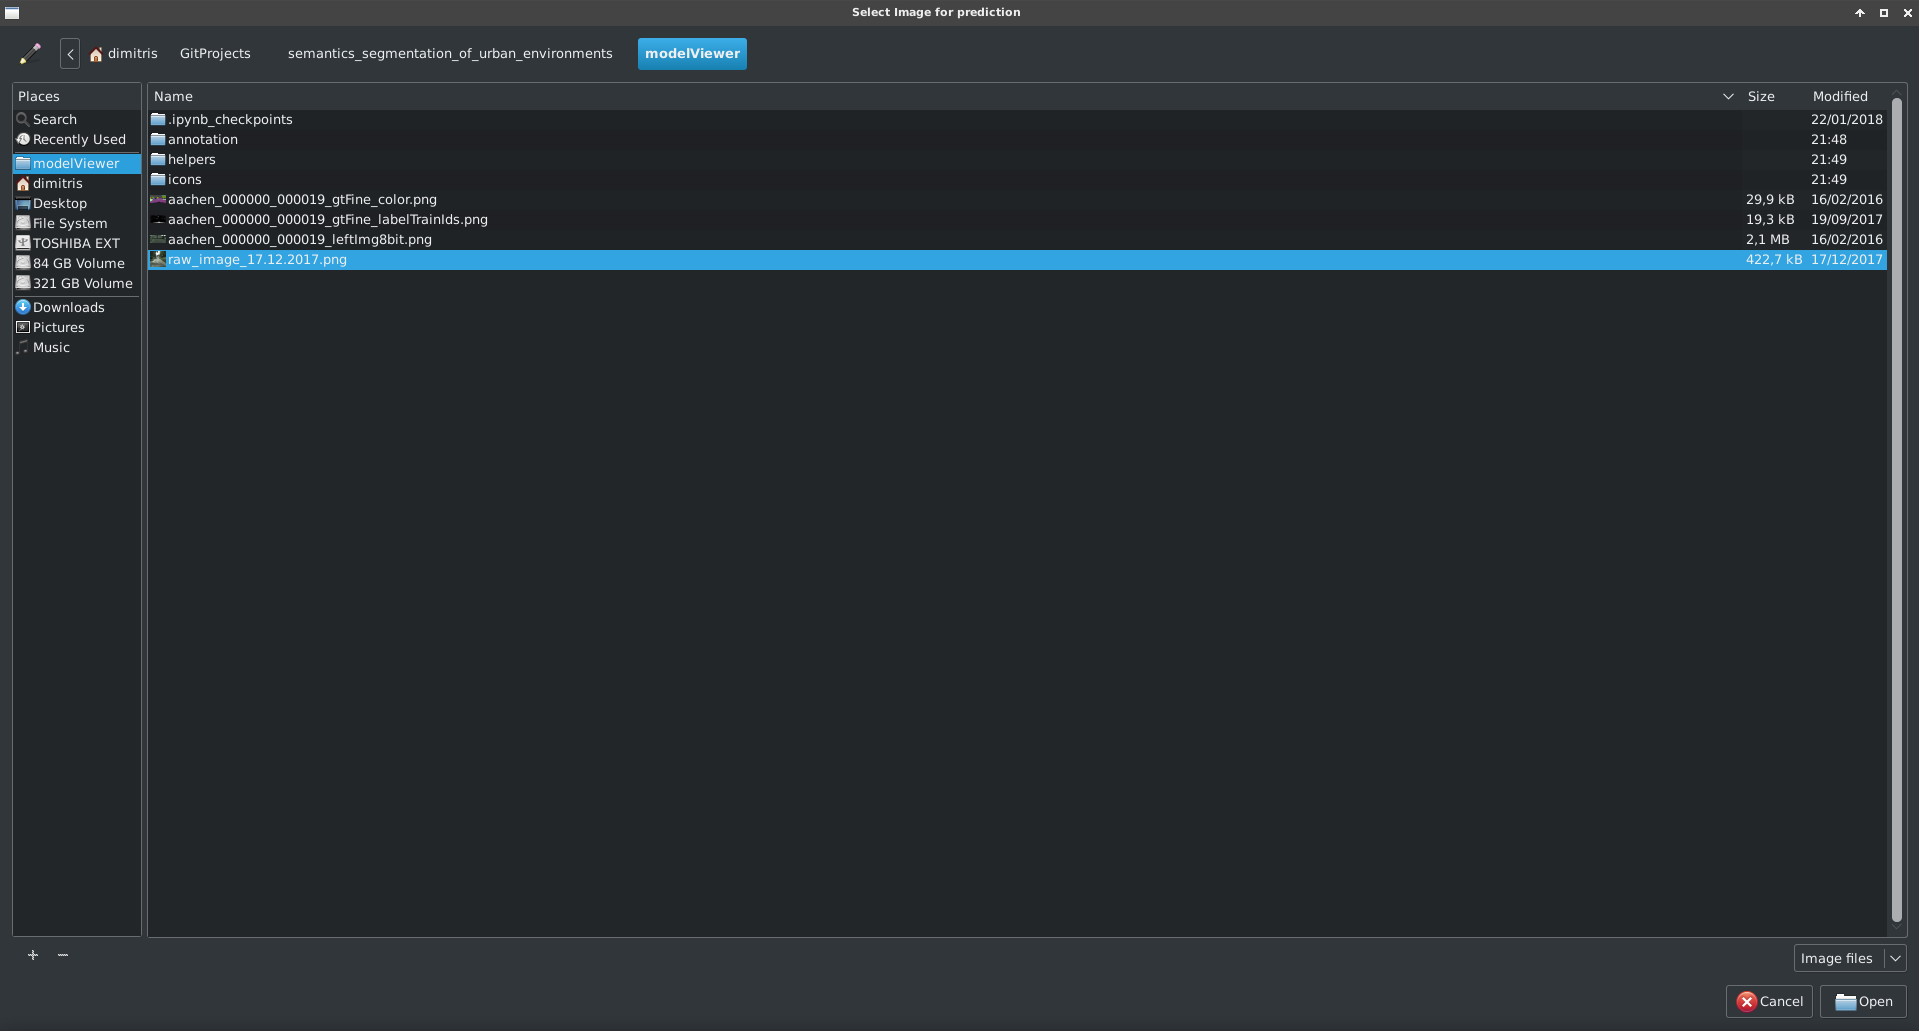 Select Image for prediction
dimitris GitProjects semantics_segmentation_of_urban_environments modelViewer
Places
Search
Recently Used
modelViewer
dimitris
Desktop
File System
TOSHIBA EXT
84 GB Volume
321 GB Volume
Downloads
Pictures
Music
Name Size Modified
.ipynb_checkpoints 22/01/2018
annotation 21:48
helpers 21:49
icons 21:49
aachen_000000_000019_gtFine_color.png 29,9 kB 16/02/2016
aachen_000000_000019_gtFine_labelTrainIds.png 19,3 kB 19/09/2017
aachen_000000_000019_leftImg8bit.png 2,1 MB 16/02/2016
raw_image_17.12.2017.png 422,7 kB 17/12/2017
Image files
Cancel Open